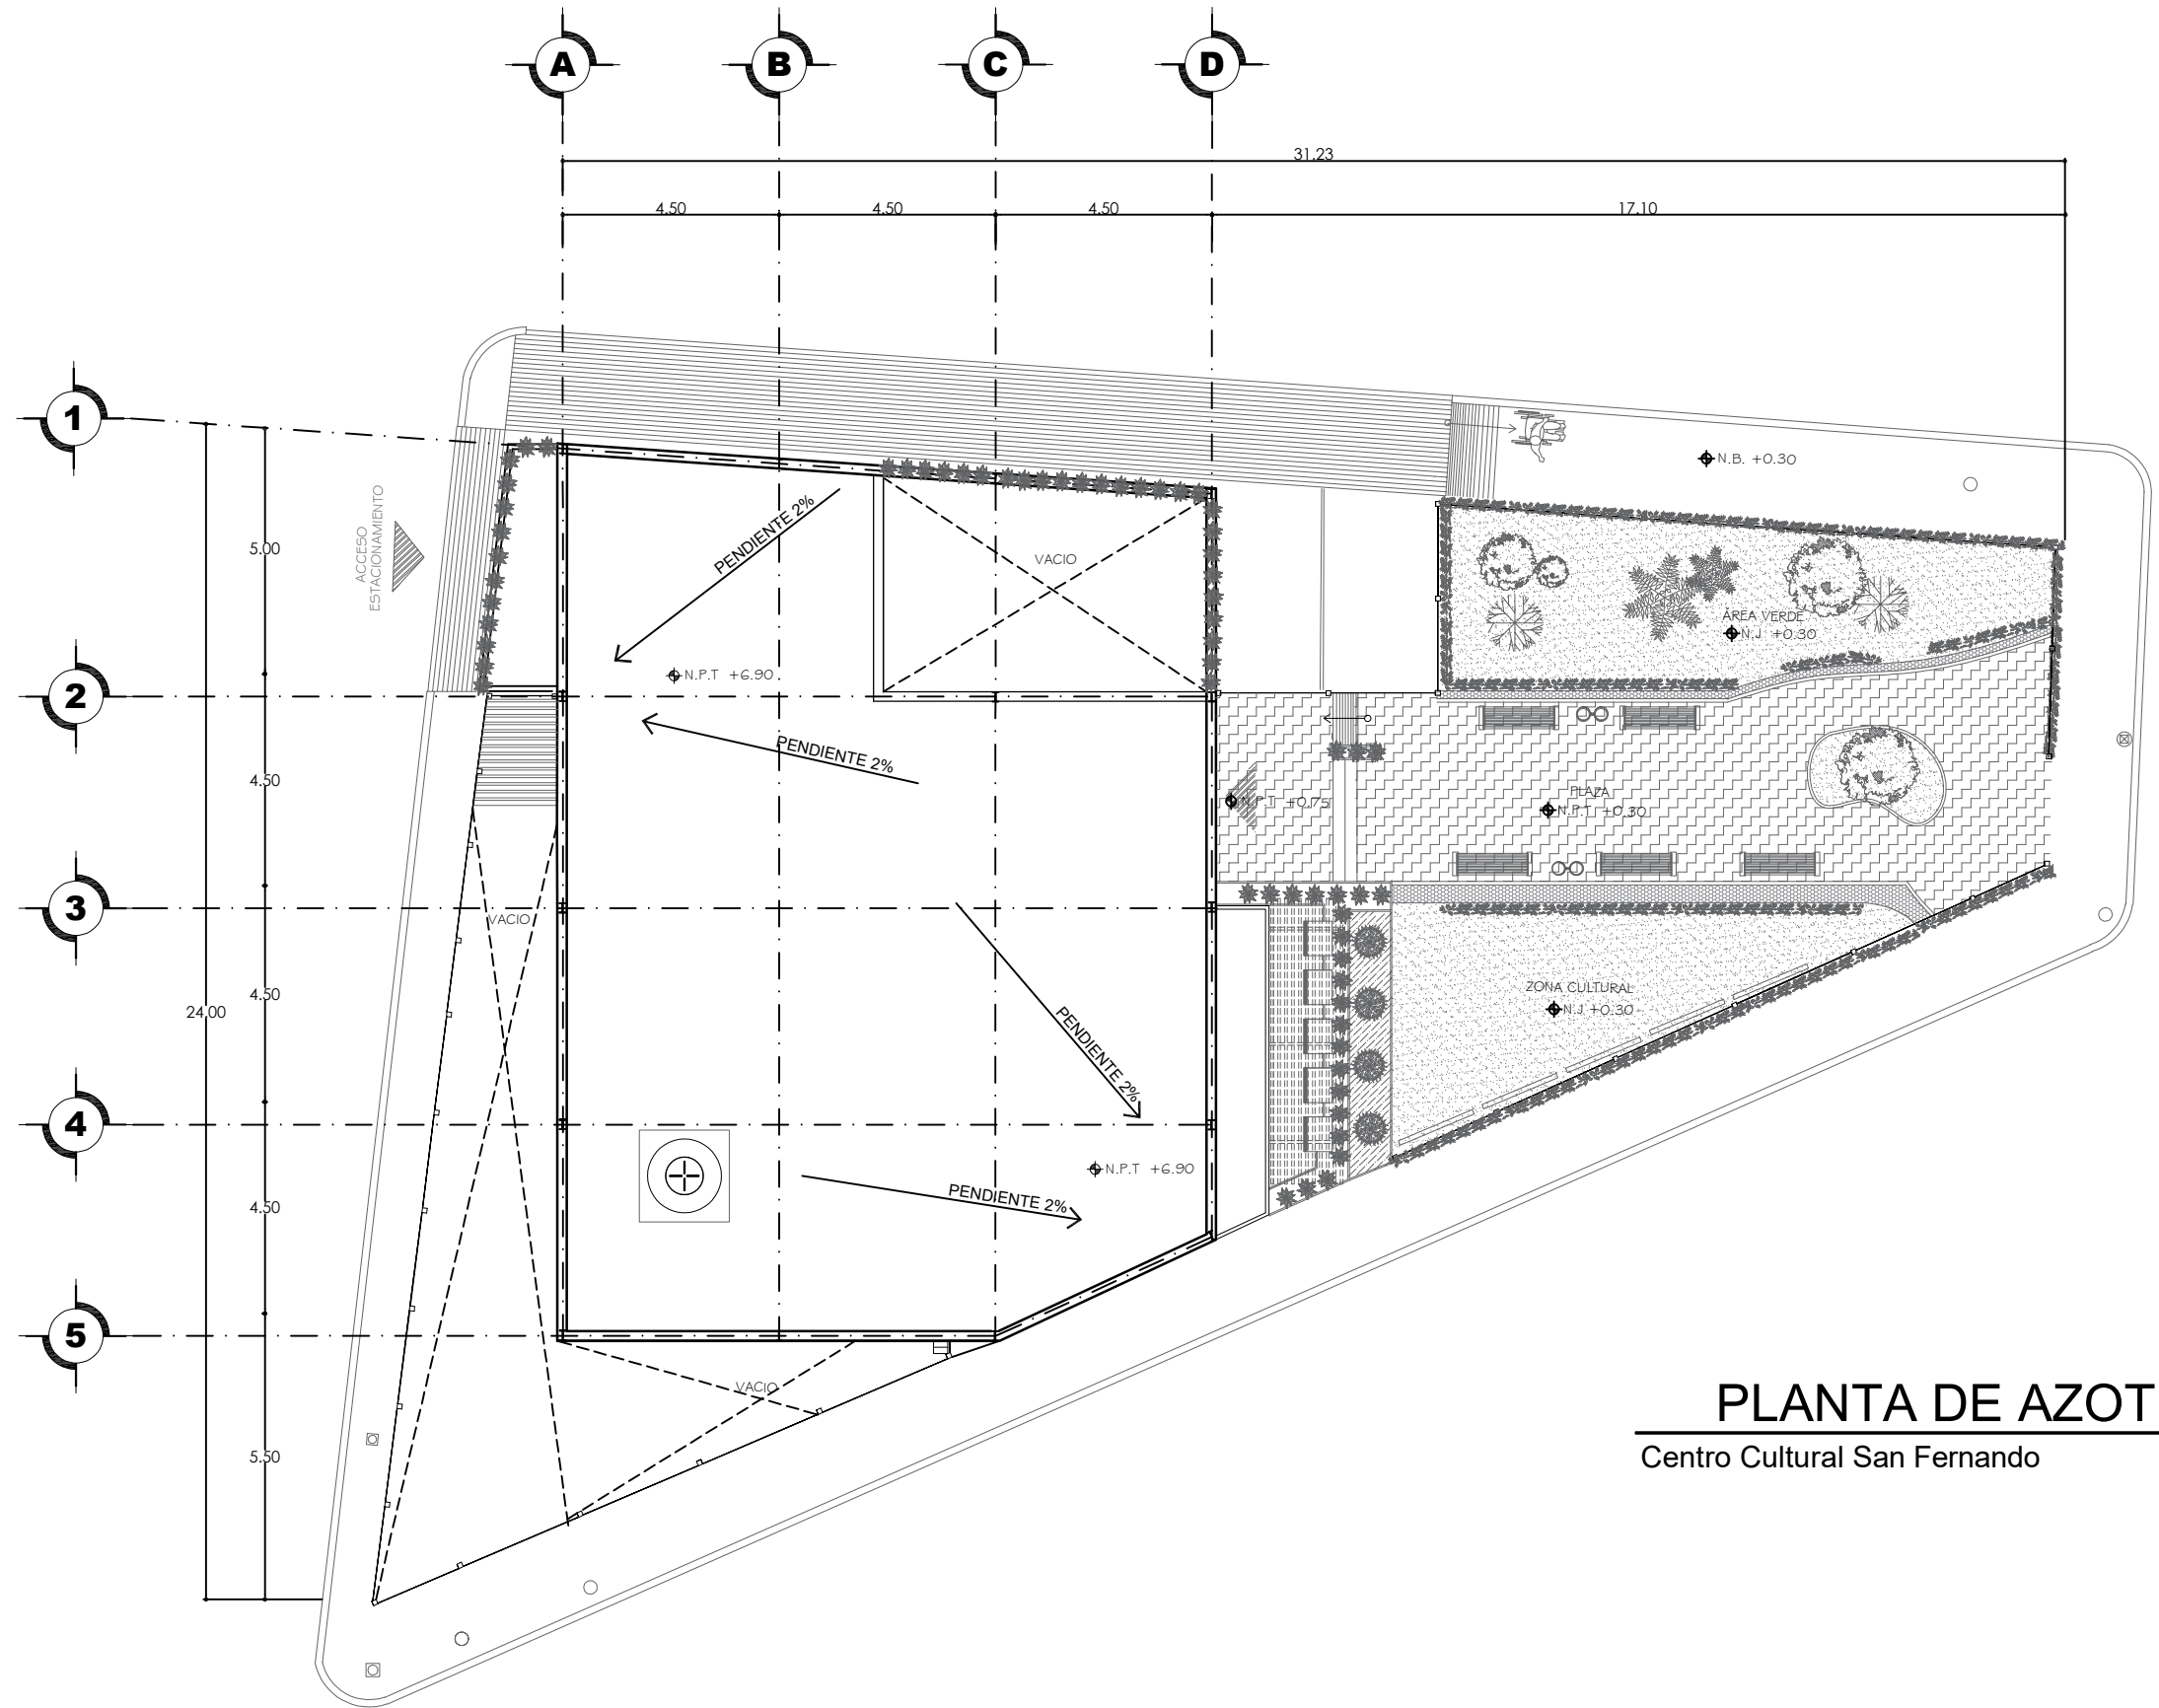 A
B
C
D
31.23
4.50
4.50
4.50
17.10
1
2
3
4
5
5.00
4.50
4.50
4.50
5.50
24.00
ACCESO
ESTACIONAMIENTO
PENDIENTE 2%
VACIO
N.P.T +6.90
PENDIENTE 2%
N.B. +0.30
ÁREA VERDE
N.J +0.30
N.P.T +0.75
PLAZA
N.P.T +0.30
VACIO
PENDIENTE 2%
ZONA CULTURAL
N.J +0.30
N.P.T +6.90
PENDIENTE 2%
VACIO
PLANTA DE AZOT
Centro Cultural San Fernando